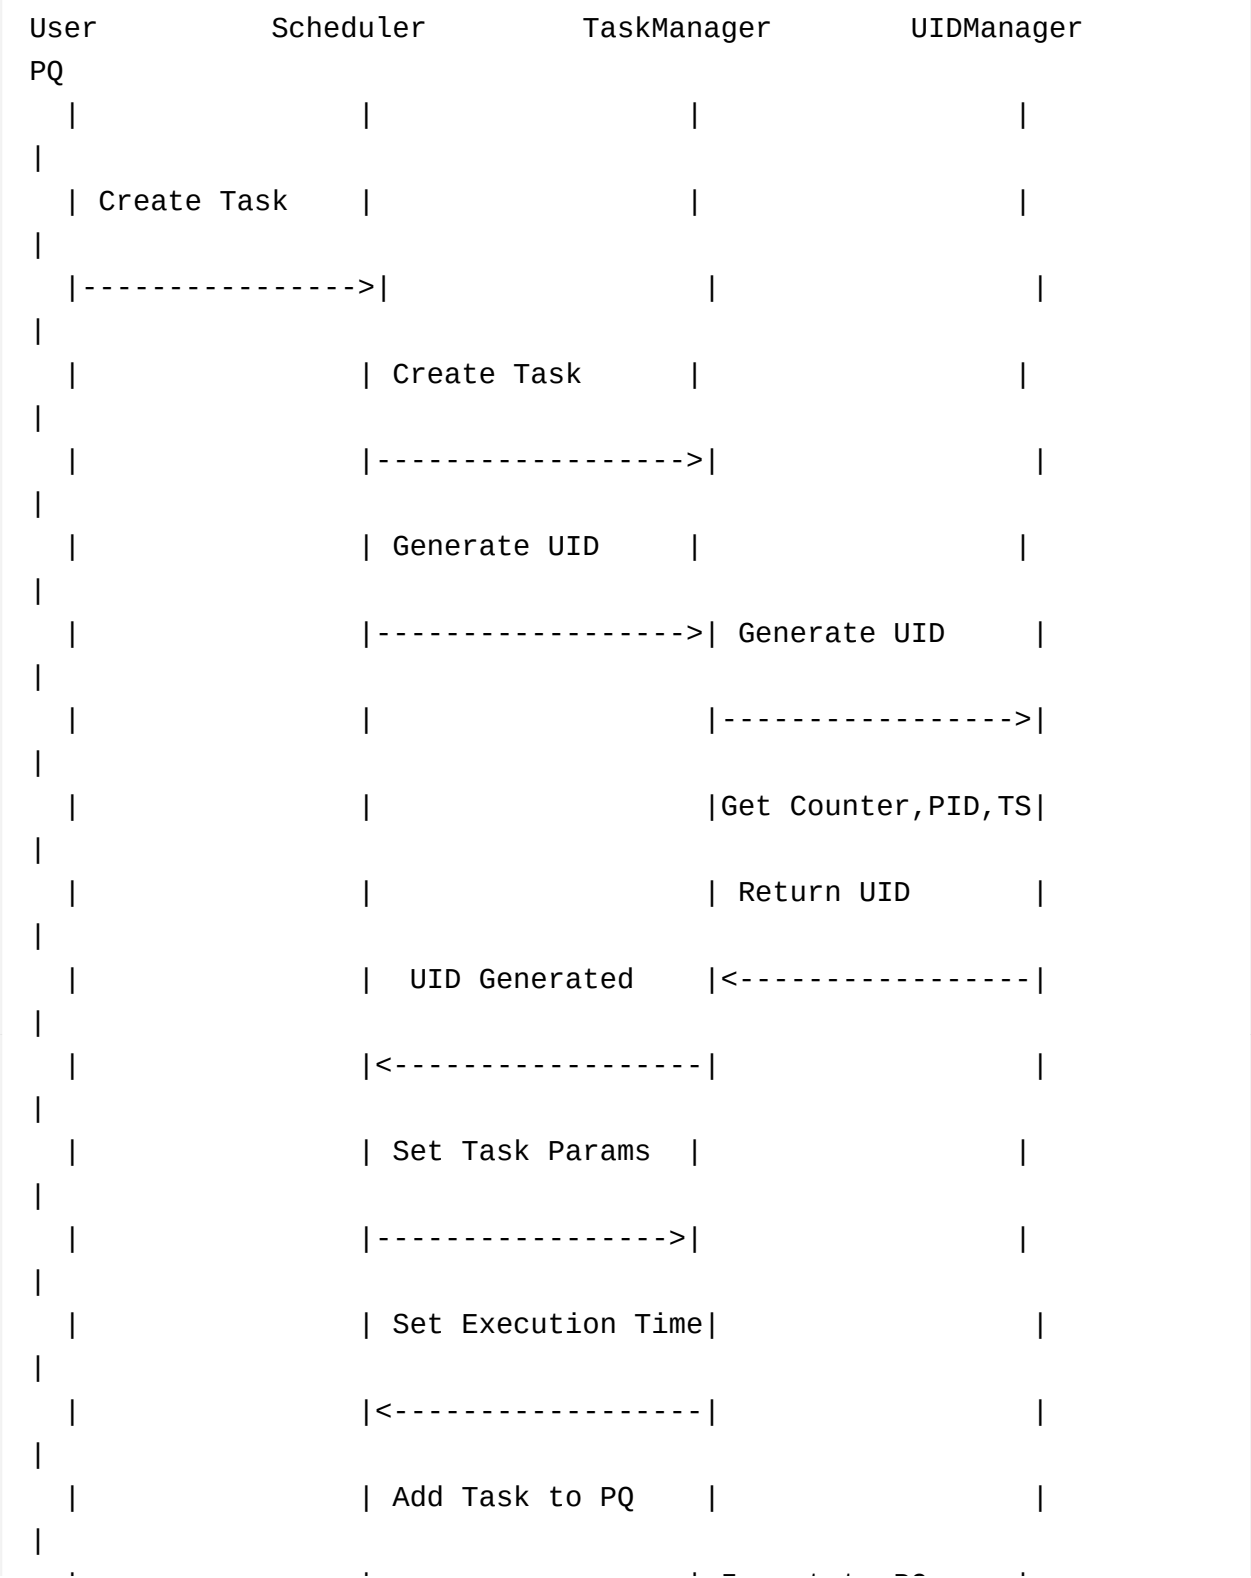 User          Scheduler         TaskManager        UIDManager
PQ
  |                |                  |                  |
|
  | Create Task    |                  |                  |
|
  |---------------->|                  |                  |
|
  |                | Create Task      |                  |
|
  |                |------------------>|                  |
|
  |                | Generate UID     |                  |
|
  |                |------------------>| Generate UID     |
|
  |                |                   |----------------->|
|
  |                |                   |Get Counter,PID,TS|
|
  |                |                   | Return UID       |
|
  |                |  UID Generated    |<-----------------|
|
  |                |<------------------|                  |
|
  |                | Set Task Params  |                  |
|
  |                |----------------->|                  |
|
  |                | Set Execution Time|                  |
|
  |                |<------------------|                  |
|
  |                | Add Task to PQ    |                  |
|